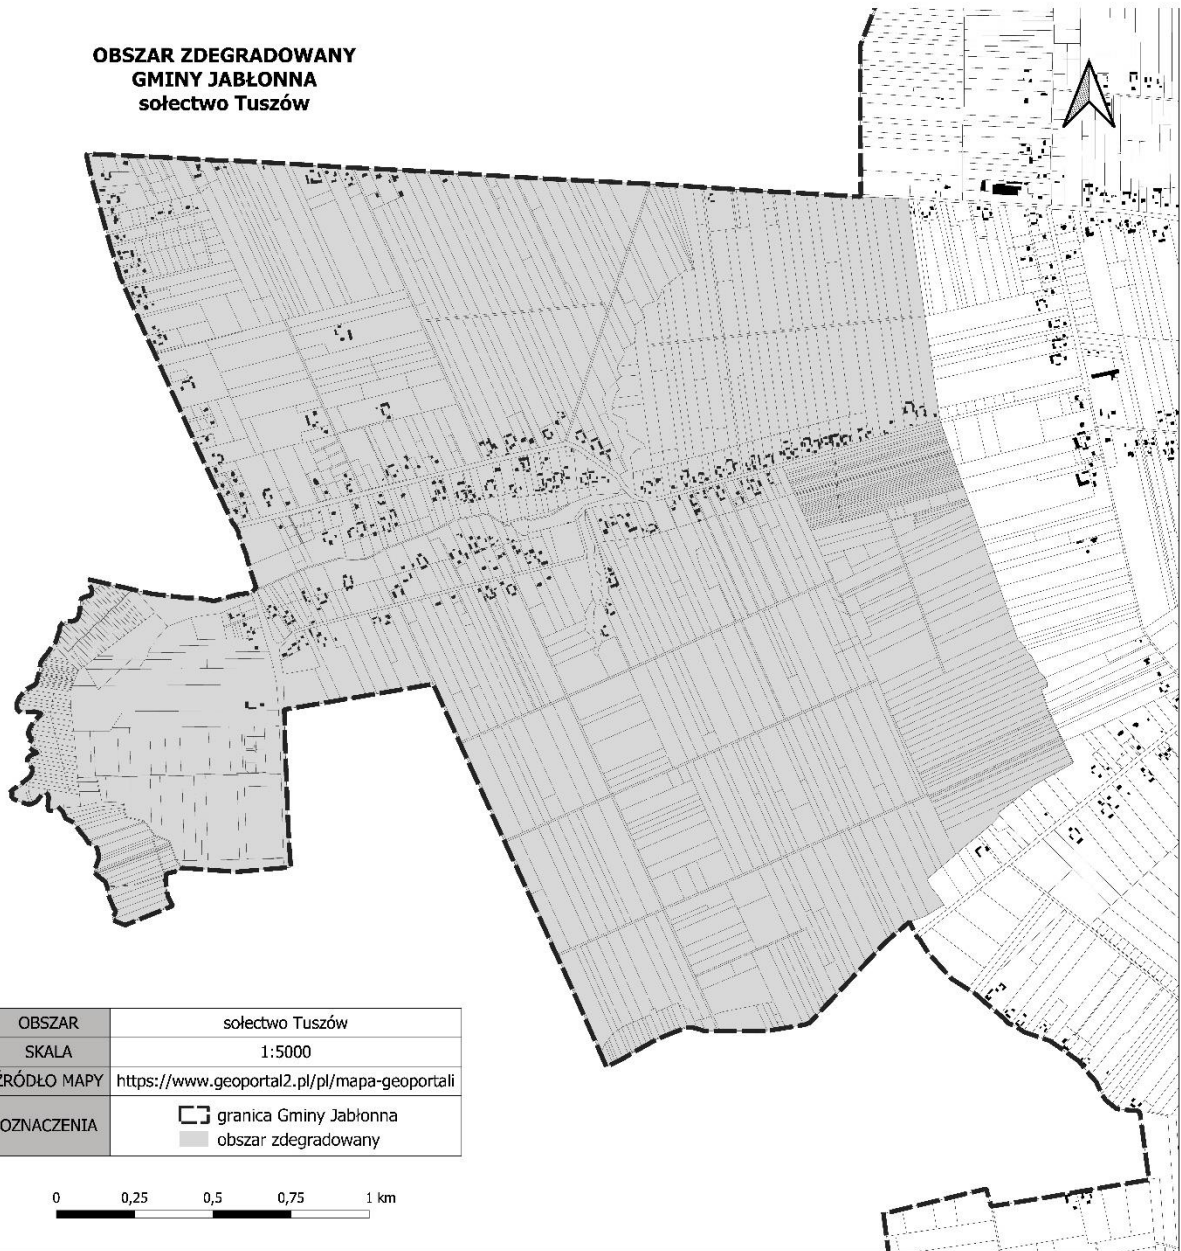 OBSZAR ZDEGRADOWANY
GMINY JABŁONNA
sołectwo Tuszów
OBSZAR sołectwo Tuszów
SKALA 1:5000
ŹRÓDŁO MAPY https://www.geoportal2.pl/pl/mapa-geoportali
OZNACZENIA granica Gminy Jabłonna
obszar zdegradowany
0 0,25 0,5 0,75 1 km